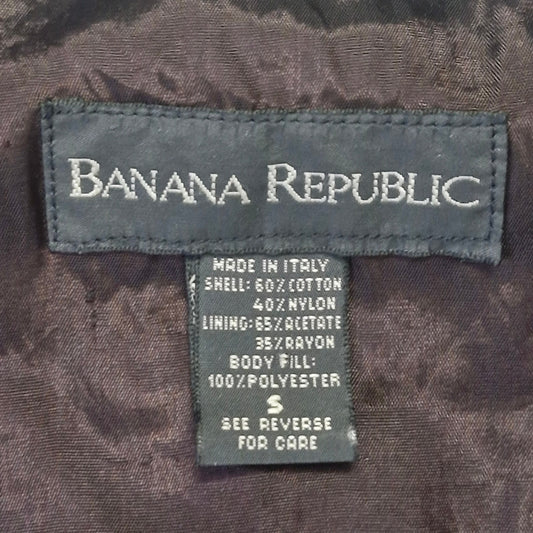 BANANA REPUBLIC
MADE IN ITALY
SHELL: 60% COTTON
40% NYLON
LINING: 65% ACETATE
35% RAYON
BODY FILL:
100% POLYESTER
S
SEE REVERSE
FOR CARE